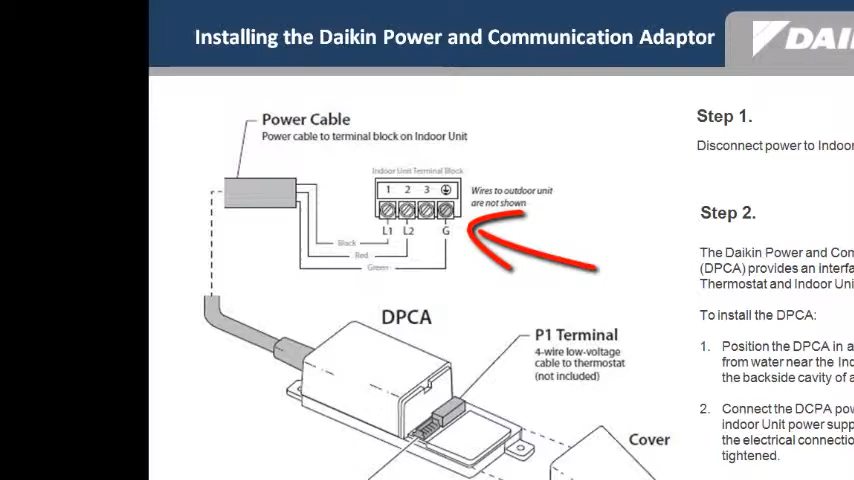 Installing the Daikin Power and Communication Adaptor
DAI
Power Cable
Power cable to terminal block on Indoor Unit
Indoor Unit Terminal Block
1 2 3
Wires to outdoor unit
are not shown
L1 L2 G
Black
Red
Green
DPCA
P1 Terminal
4-wire low-voltage
cable to thermostat
(not included)
Cover
Step 1.
Disconnect power to Indoor
Step 2.
The Daikin Power and Com
(DPCA) provides an interfa
Thermostat and Indoor Uni
To install the DPCA:
1. Position the DPCA in a
from water near the Ind
the backside cavity of a
2. Connect the DCPA pow
indoor Unit power supp
the electrical connectio
tightened.